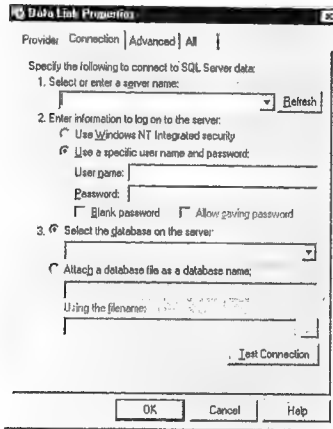 Data Link Properties
Provider Connection Advanced All
Specify the following to connect to SQL Server data:
1. Select or enter a server name:
Refresh
2. Enter information to log on to the server:
Use Windows NT Integrated security
Use a specific user name and password:
User name:
Password:
Blank password Allow saving password
3. Select the database on the server
Attach a database file as a database name:
Using the filename:
Test Connection
OK Cancel Help